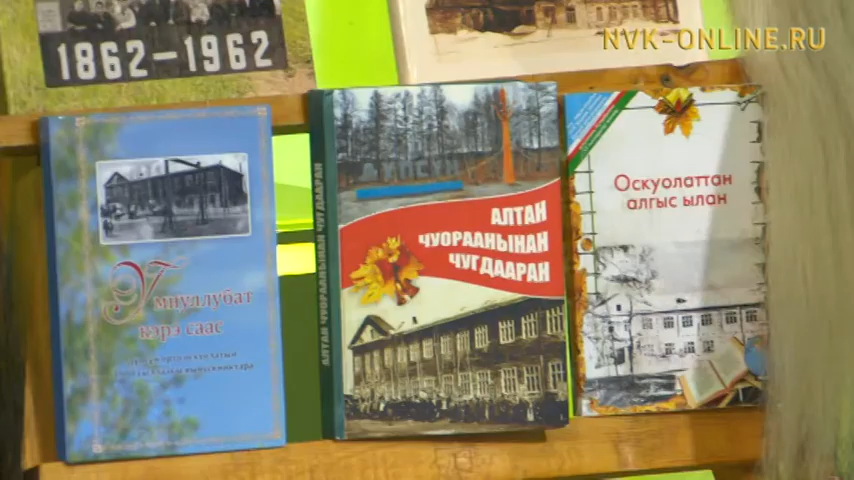 1862-1962
NVK-ONLINE.RU
Умнуллубат
кэрэ саас
АЛТАН ЧУОРААНЫНАН ЧУГДААРАН
АЛТАН
ЧУОРААНЫНАН
ЧУГДААРАН
Оскуолаттан
алгыс ылан